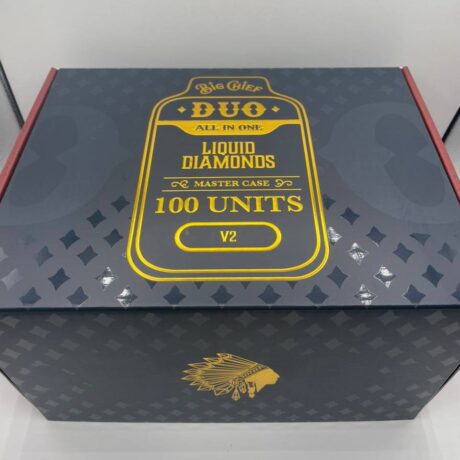 Big Chief
DUO
ALL IN ONE
LIQUID
DIAMONDS
MASTER CASE
100 UNITS
V2